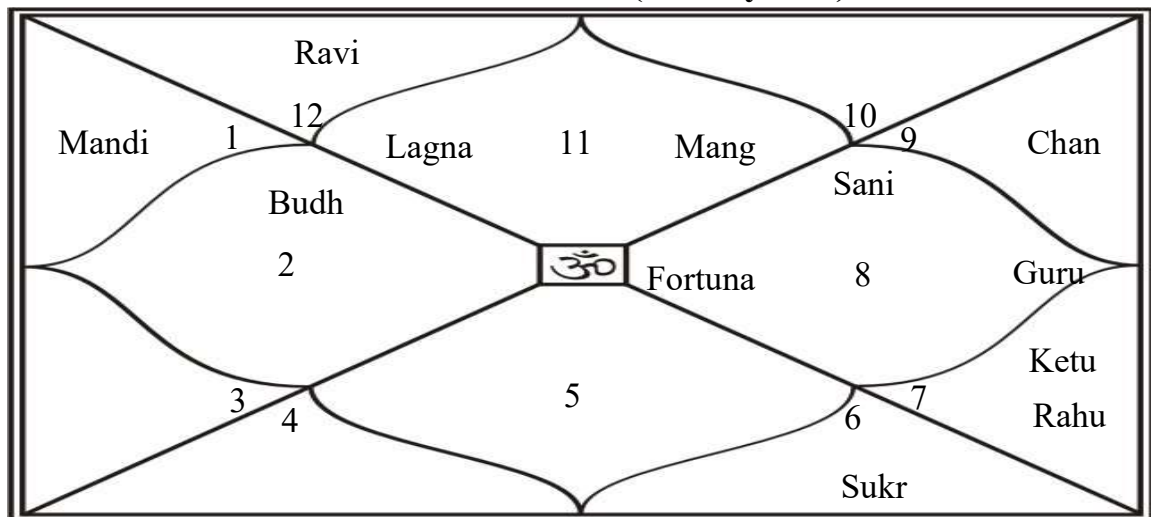 Ravi
12
10
Mandi
1
Lagna
11
Mang
9
Chan
Budh
Sani
2
ॐ
Fortuna
8
Guru
Ketu
3
4
5
6
7
Rahu
Sukr